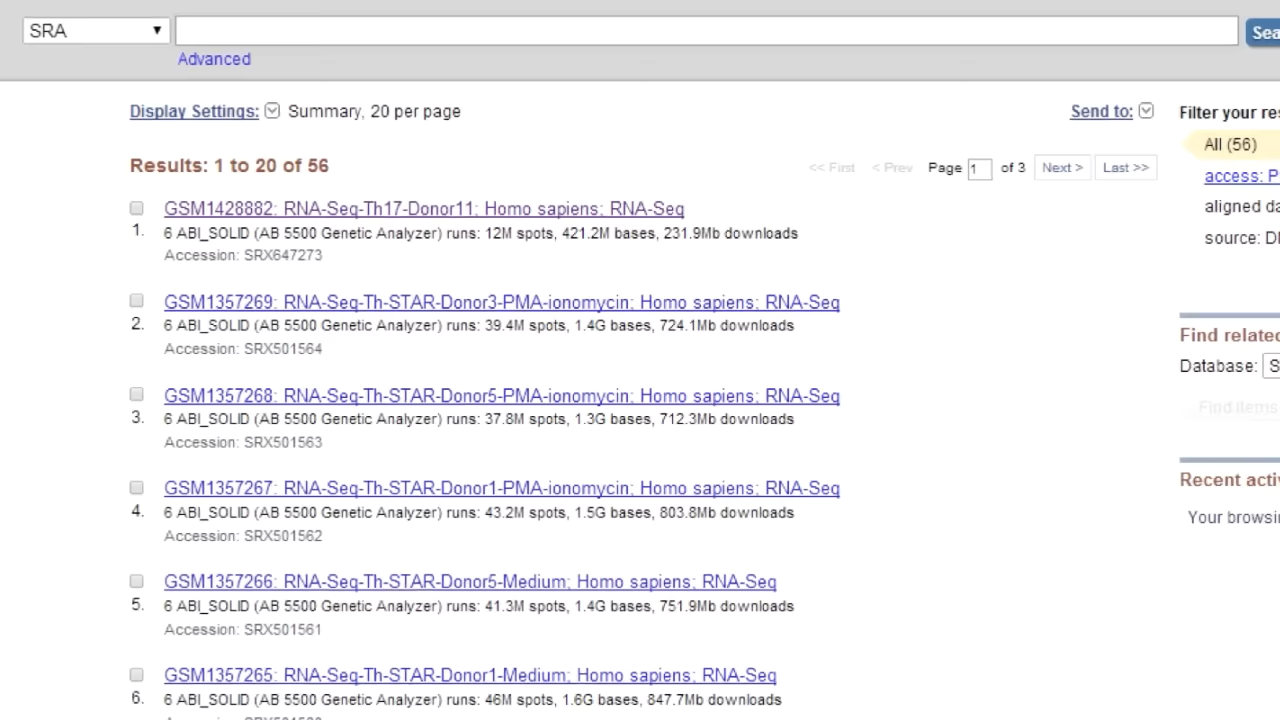 SRA
Sea
Advanced
Display Settings: Summary, 20 per page
Send to:
Filter your res
All (56)
access: P
aligned da
source: D
Results: 1 to 20 of 56
<< First < Prev Page 1 of 3 Next > Last >>
GSM1428882: RNA-Seq-Th17-Donor11; Homo sapiens; RNA-Seq
1. 6 ABI_SOLID (AB 5500 Genetic Analyzer) runs: 12M spots, 421.2M bases, 231.9Mb downloads
Accession: SRX647273
GSM1357269: RNA-Seq-Th-STAR-Donor3-PMA-ionomycin; Homo sapiens; RNA-Seq
2. 6 ABI_SOLID (AB 5500 Genetic Analyzer) runs: 39.4M spots, 1.4G bases, 724.1Mb downloads
Accession: SRX501564
GSM1357268: RNA-Seq-Th-STAR-Donor5-PMA-ionomycin; Homo sapiens; RNA-Seq
3. 6 ABI_SOLID (AB 5500 Genetic Analyzer) runs: 37.8M spots, 1.3G bases, 712.3Mb downloads
Accession: SRX501563
GSM1357267: RNA-Seq-Th-STAR-Donor1-PMA-ionomycin; Homo sapiens; RNA-Seq
4. 6 ABI_SOLID (AB 5500 Genetic Analyzer) runs: 43.2M spots, 1.5G bases, 803.8Mb downloads
Accession: SRX501562
GSM1357266: RNA-Seq-Th-STAR-Donor5-Medium; Homo sapiens; RNA-Seq
5. 6 ABI_SOLID (AB 5500 Genetic Analyzer) runs: 41.3M spots, 1.4G bases, 751.9Mb downloads
Accession: SRX501561
GSM1357265: RNA-Seq-Th-STAR-Donor1-Medium; Homo sapiens; RNA-Seq
6. 6 ABI_SOLID (AB 5500 Genetic Analyzer) runs: 46M spots, 1.6G bases, 847.7Mb downloads
Find related
Database: S
Find items
Recent activ
Your browsin